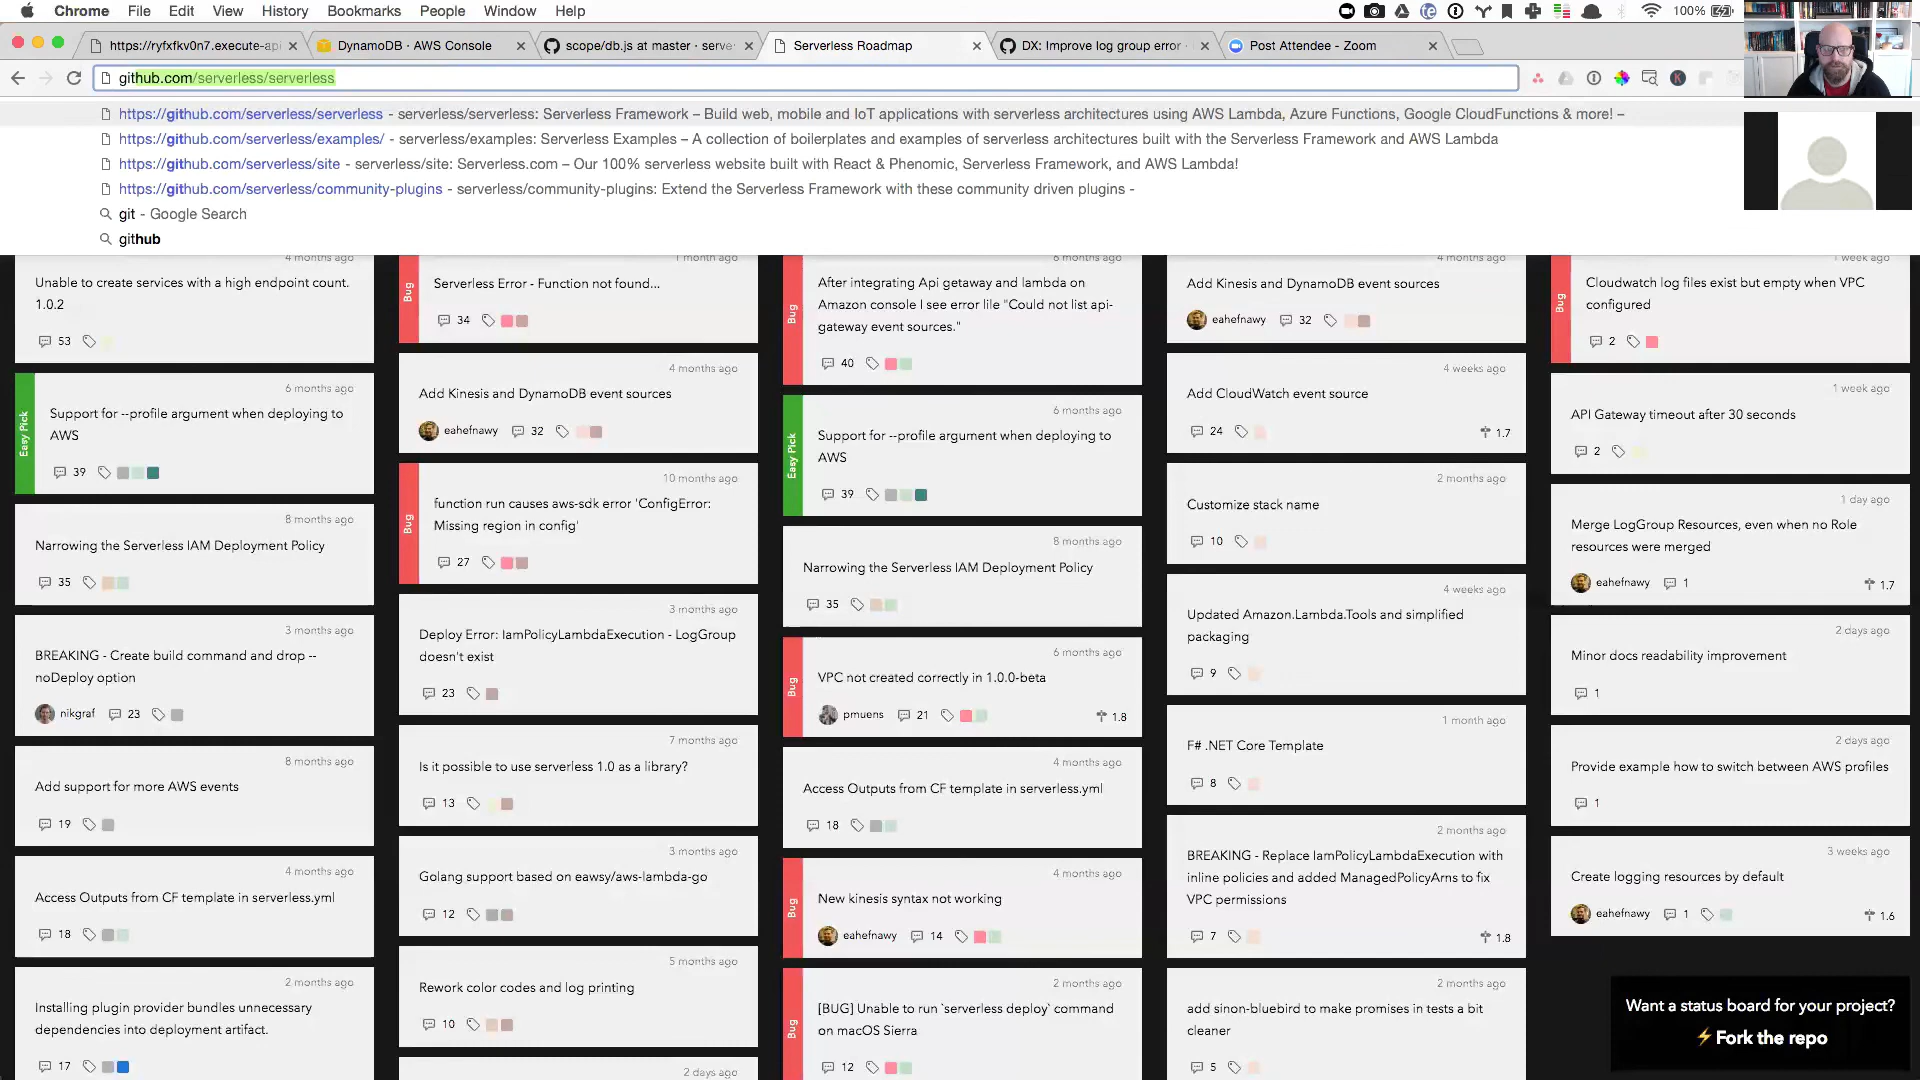 Chrome File Edit View History Bookmarks People Window Help
100%
https://ryfxfkv0n7.execute-api
DynamoDB · AWS Console
scope/db.js at master · serve
Serverless Roadmap
DX: Improve log group error ·
Post Attendee - Zoom
github.com/serverless/serverless
https://github.com/serverless/serverless - serverless/serverless: Serverless Framework – Build web, mobile and IoT applications with serverless architectures using AWS Lambda, Azure Functions, Google CloudFunctions & more! –
https://github.com/serverless/examples/ - serverless/examples: Serverless Examples – A collection of boilerplates and examples of serverless architectures built with the Serverless Framework and AWS Lambda
https://github.com/serverless/site - serverless/site: Serverless.com – Our 100% serverless website built with React & Phenomic, Serverless Framework, and AWS Lambda!
https://github.com/serverless/community-plugins - serverless/community-plugins: Extend the Serverless Framework with these community driven plugins -
git - Google Search
github
4 months ago
Unable to create services with a high endpoint count.
1.0.2
53
Easy Pick
6 months ago
Support for --profile argument when deploying to
AWS
39
8 months ago
Narrowing the Serverless IAM Deployment Policy
35
3 months ago
BREAKING - Create build command and drop --
noDeploy option
nikgraf 23
8 months ago
Add support for more AWS events
19
4 months ago
Access Outputs from CF template in serverless.yml
18
2 months ago
Installing plugin provider bundles unnecessary
dependencies into deployment artifact.
17
Bug
1 month ago
Serverless Error - Function not found...
34
4 months ago
Add Kinesis and DynamoDB event sources
eahefnawy 32
Bug
10 months ago
function run causes aws-sdk error 'ConfigError:
Missing region in config'
27
3 months ago
Deploy Error: IamPolicyLambdaExecution - LogGroup
doesn't exist
23
7 months ago
Is it possible to use serverless 1.0 as a library?
13
3 months ago
Golang support based on eawsy/aws-lambda-go
12
5 months ago
Rework color codes and log printing
10
2 days ago
Bug
6 months ago
After integrating Api getaway and lambda on
Amazon console I see error lile "Could not list api-
gateway event sources."
40
Easy Pick
6 months ago
Support for --profile argument when deploying to
AWS
39
8 months ago
Narrowing the Serverless IAM Deployment Policy
35
Bug
6 months ago
VPC not created correctly in 1.0.0-beta
pmuens 21 1.8
4 months ago
Access Outputs from CF template in serverless.yml
18
Bug
4 months ago
New kinesis syntax not working
eahefnawy 14
Bug
2 months ago
[BUG] Unable to run `serverless deploy` command
on macOS Sierra
12
4 months ago
Add Kinesis and DynamoDB event sources
eahefnawy 32
4 weeks ago
Add CloudWatch event source
24 1.7
2 months ago
Customize stack name
10
4 weeks ago
Updated Amazon.Lambda.Tools and simplified
packaging
9
1 month ago
F# .NET Core Template
8
2 months ago
BREAKING - Replace IamPolicyLambdaExecution with
inline policies and added ManagedPolicyArns to fix
VPC permissions
7 1.8
2 months ago
add sinon-bluebird to make promises in tests a bit
cleaner
5
Bug
1 week ago
Cloudwatch log files exist but empty when VPC
configured
2
1 week ago
API Gateway timeout after 30 seconds
2
1 day ago
Merge LogGroup Resources, even when no Role
resources were merged
eahefnawy 1 1.7
2 days ago
Minor docs readability improvement
1
2 days ago
Provide example how to switch between AWS profiles
1
3 weeks ago
Create logging resources by default
eahefnawy 1 1.6
Want a status board for your project?
⚡Fork the repo